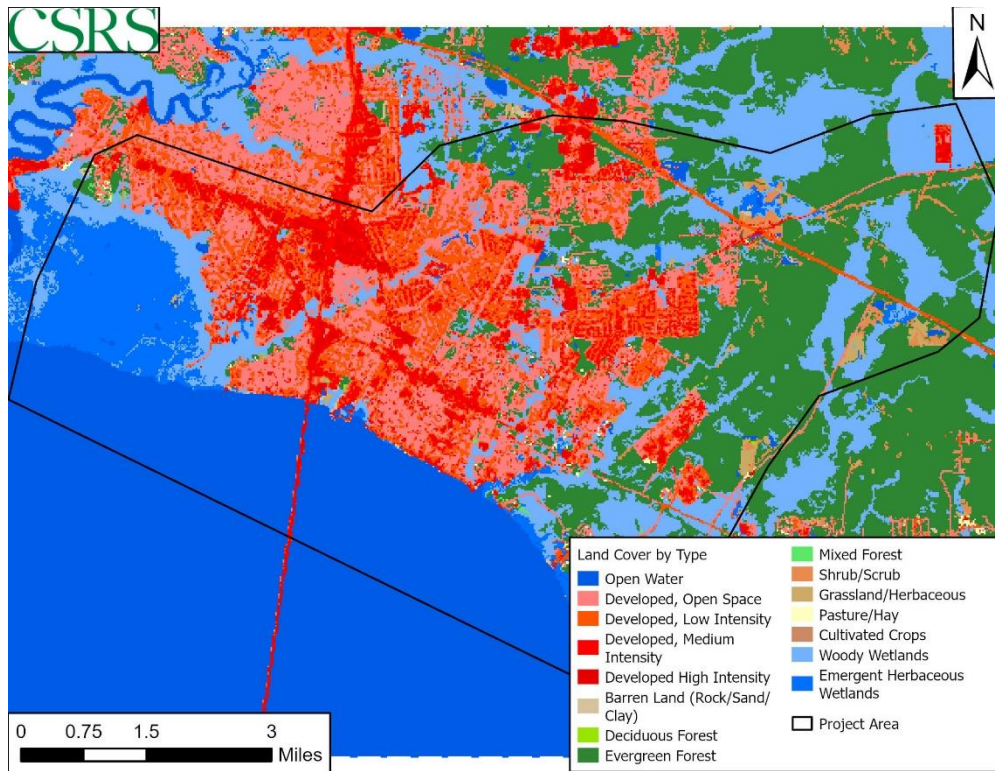 CSRS
N
Land Cover by Type
Open Water
Developed, Open Space
Developed, Low Intensity
Developed, Medium
Intensity
Developed High Intensity
Barren Land (Rock/Sand/
Clay)
Deciduous Forest
Evergreen Forest
Mixed Forest
Shrub/Scrub
Grassland/Herbaceous
Pasture/Hay
Cultivated Crops
Woody Wetlands
Emergent Herbaceous
Wetlands
Project Area
0 0.75 1.5 3
Miles